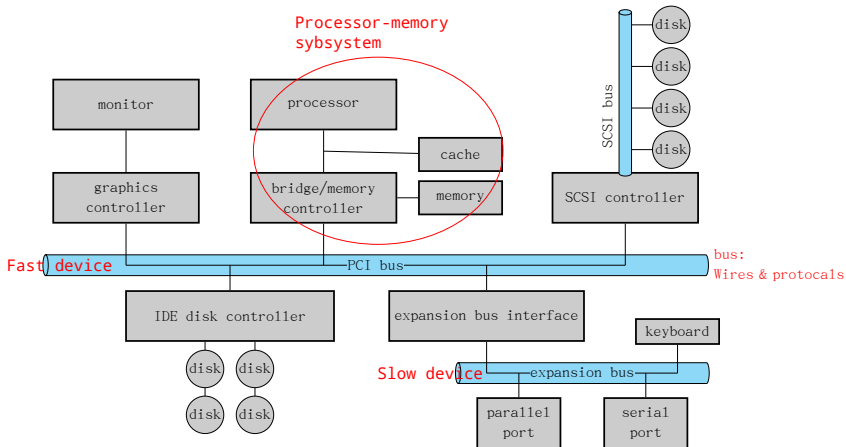 Processor-memory
sybsystem
disk
disk
disk
disk
SCSI bus
monitor
processor
cache
graphics
controller
bridge/memory
controller
memory
SCSI controller
Fast device
PCI bus
bus:
Wires & protocals
IDE disk controller
expansion bus interface
keyboard
disk
disk
disk
disk
Slow device
expansion bus
parallel
port
serial
port